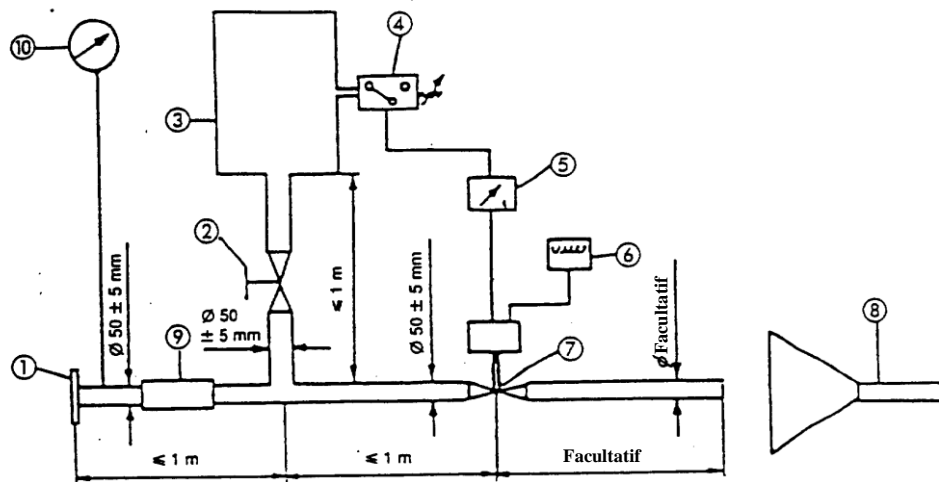 10
4
3
5
2
6
≤ 1 m
Ø 50 ± 5 mm
Ø 50
± 5 mm
Ø 50 ± 5 mm
ø Facultatif
8
7
9
1
≤ 1 m
≤ 1 m
Facultatif